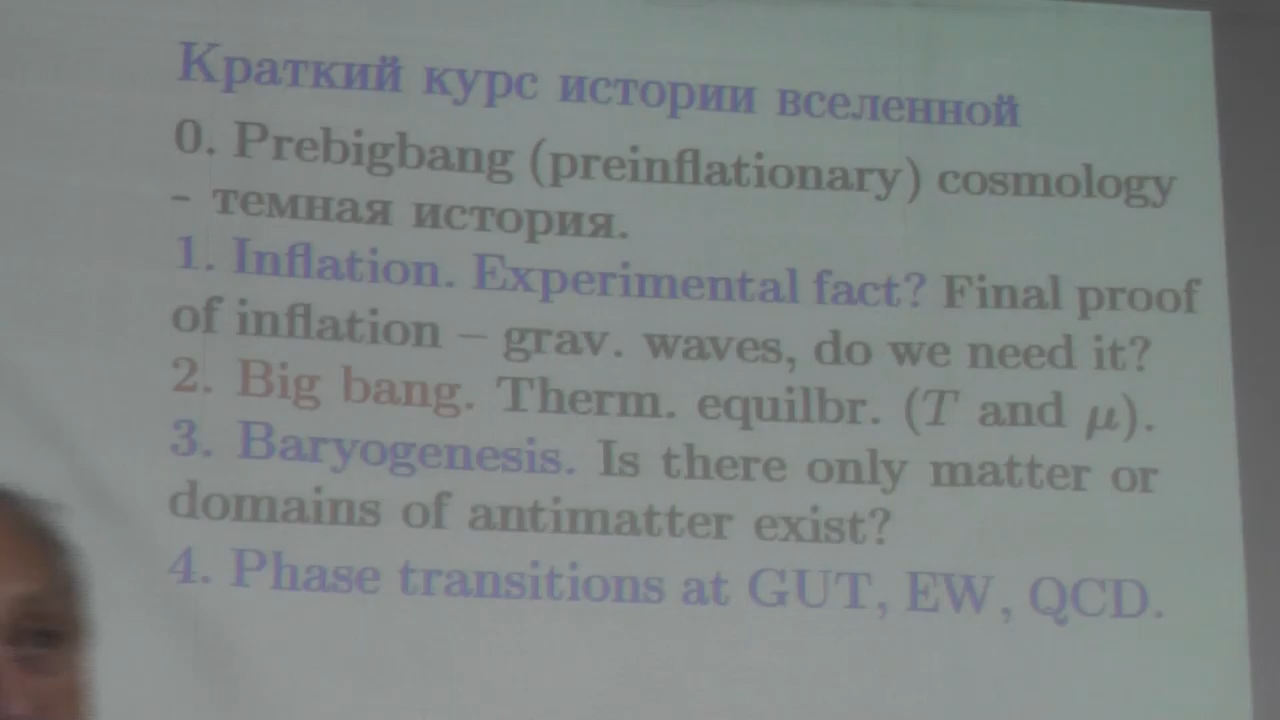 Краткий курс истории вселенной
0. Prebigbang (preinflationary) cosmology
- темная история.
1. Inflation. Experimental fact? Final proof
of inflation – grav. waves, do we need it?
2. Big bang. Therm. equilbr. (T and μ).
3. Baryogenesis. Is there only matter or
domains of antimatter exist?
4. Phase transitions at GUT, EW, QCD.